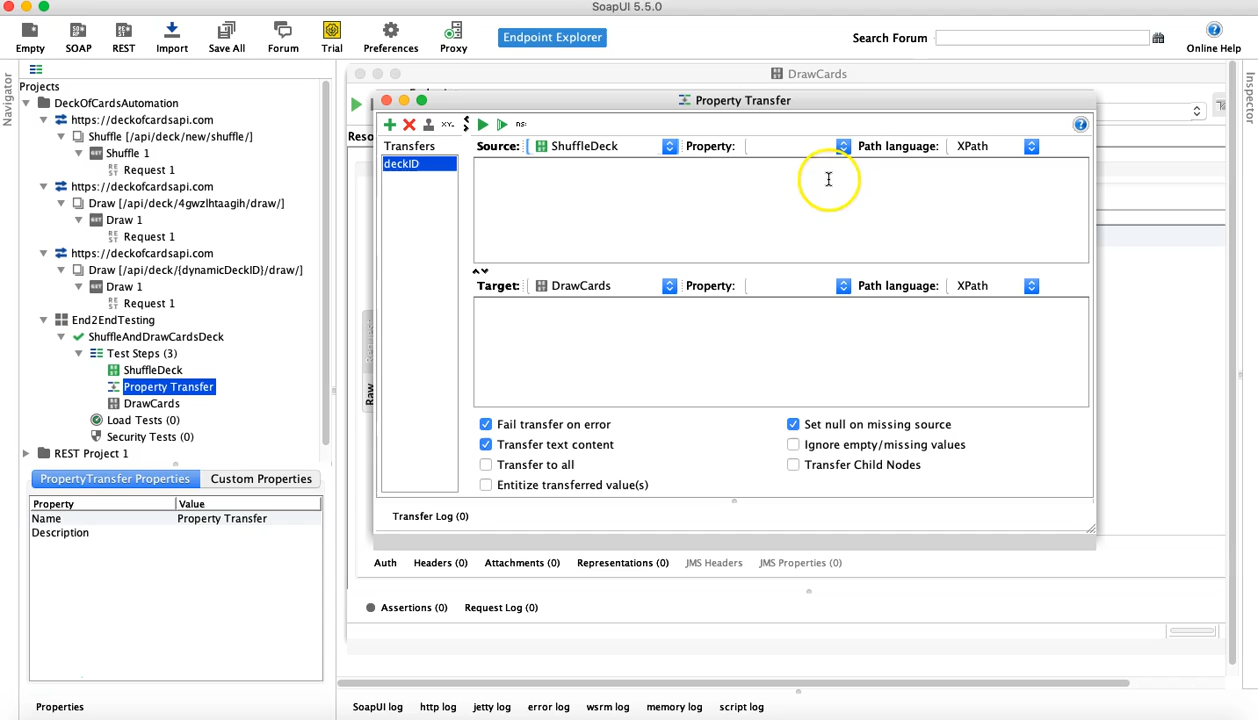 SoapUI 5.5.0
Empty SOAP REST Import Save All Forum Trial Preferences Proxy Endpoint Explorer Search Forum Online Help
Navigator
Projects
DeckOfCardsAutomation
https://deckofcardsapi.com
Shuffle [/api/deck/new/shuffle/]
Shuffle 1
Request 1
https://deckofcardsapi.com
Draw [/api/deck/4gwzlhtaagih/draw/]
Draw 1
Request 1
https://deckofcardsapi.com
Draw [/api/deck/{dynamicDeckID}/draw/]
Draw 1
Request 1
End2EndTesting
ShuffleAndDrawCardsDeck
Test Steps (3)
ShuffleDeck
Property Transfer
DrawCards
Load Tests (0)
Security Tests (0)
REST Project 1
PropertyTransfer Properties Custom Properties
Property Value
Name Property Transfer
Description
Properties
DrawCards
Property Transfer
Transfers
deckID
Source: ShuffleDeck Property: Path language: XPath
Target: DrawCards Property: Path language: XPath
Fail transfer on error Set null on missing source
Transfer text content Ignore empty/missing values
Transfer to all Transfer Child Nodes
Entitize transferred value(s)
Transfer Log (0)
Raw
Auth Headers (0) Attachments (0) Representations (0) JMS Headers JMS Properties (0)
Assertions (0) Request Log (0)
SoapUI log http log jetty log error log wsrm log memory log script log
Inspector